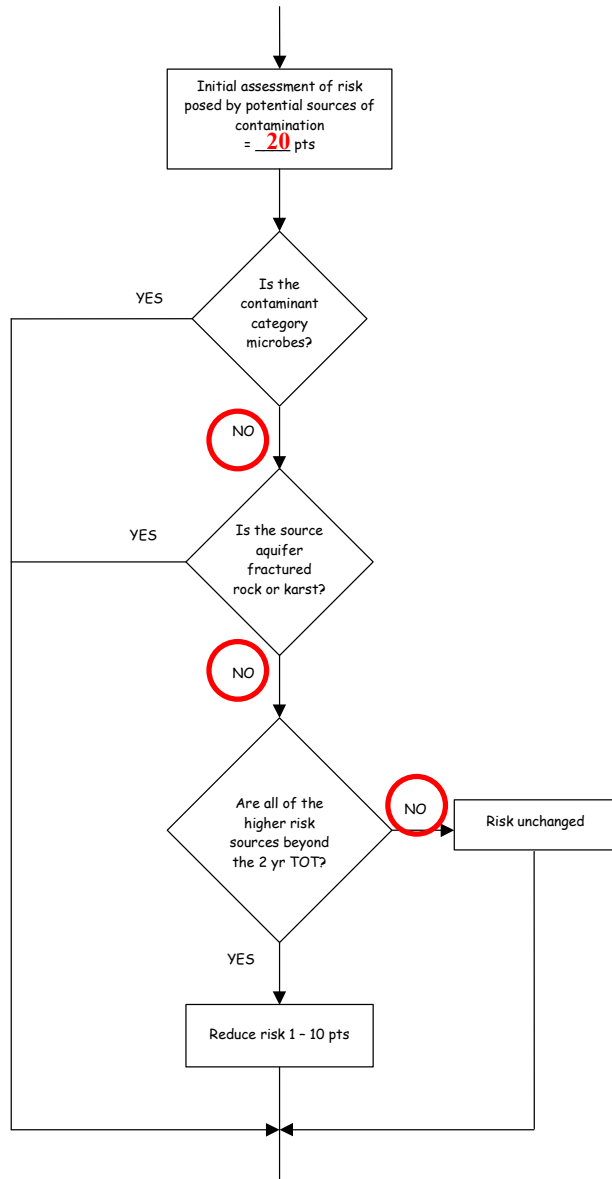 Initial assessment of risk
posed by potential sources of
contamination
= 20 pts
YES
Is the
contaminant
category
microbes?
NO
YES
Is the source
aquifer
fractured
rock or karst?
NO
Are all of the
higher risk
sources beyond
the 2 yr TOT?
NO
Risk unchanged
YES
Reduce risk 1 – 10 pts